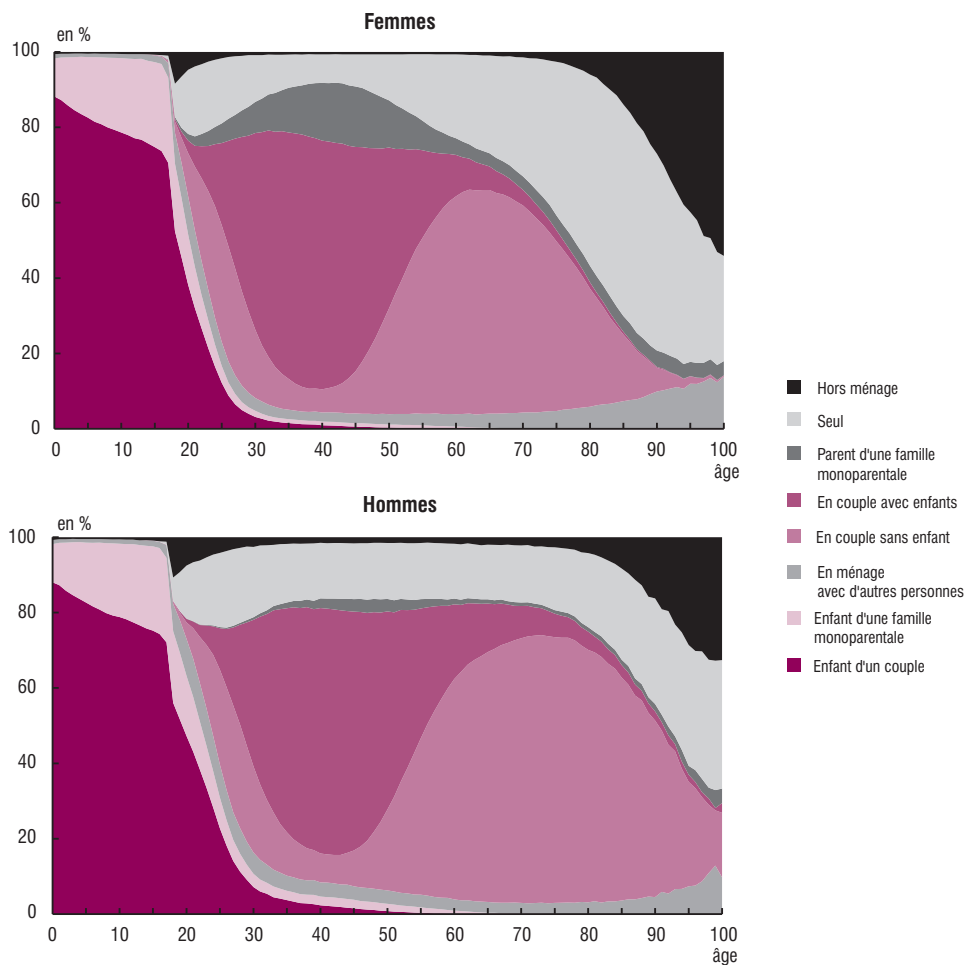 Femmes
en %
100
80
60
40
20
0
0 10 20 30 40 50 60 70 80 90 100
âge
Hommes
en %
100
80
60
40
20
0
0 10 20 30 40 50 60 70 80 90 100
âge
Hors ménage
Seul
Parent d'une famille
monoparentale
En couple avec enfants
En couple sans enfant
En ménage
avec d'autres personnes
Enfant d'une famille
monoparentale
Enfant d'un couple